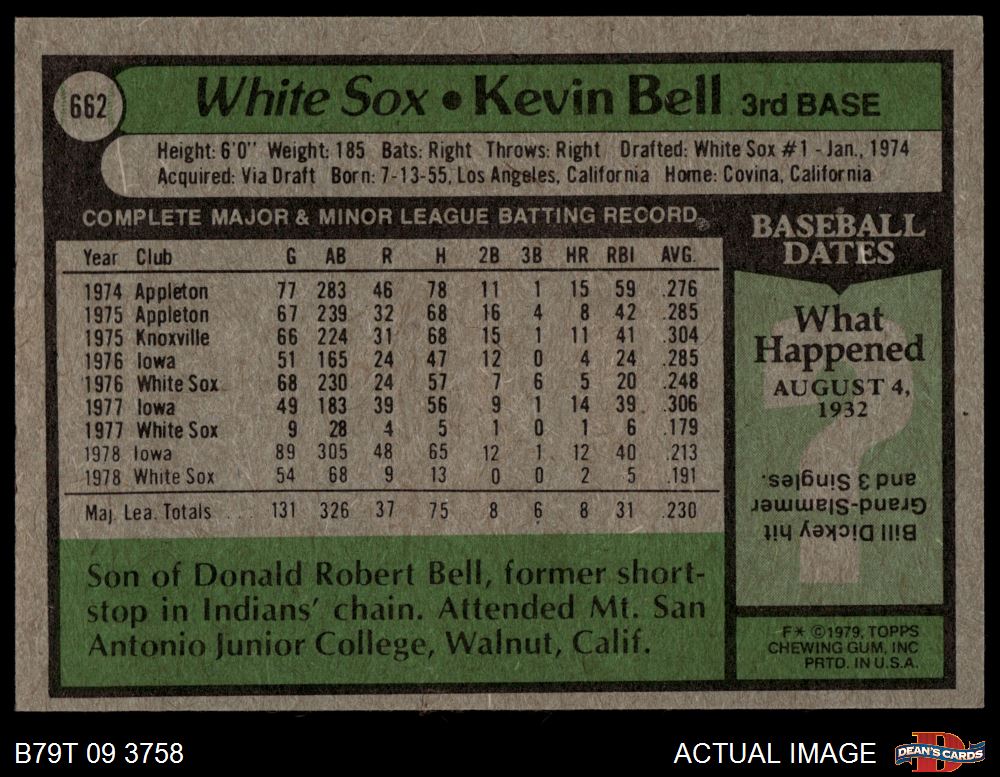 662
White Sox • Kevin Bell 3rd BASE
Height: 6'0" Weight: 185 Bats: Right Throws: Right Drafted: White Sox #1 - Jan., 1974
Acquired: Via Draft Born: 7-13-55, Los Angeles, California Home: Covina, California
COMPLETE MAJOR & MINOR LEAGUE BATTING RECORD®
Year Club G AB R H 2B 3B HR RBI AVG.
1974 Appleton 77 283 46 78 11 1 15 59 .276
1975 Appleton 67 239 32 68 16 4 8 42 .285
1975 Knoxville 66 224 31 68 15 1 11 41 .304
1976 Iowa 51 165 24 47 12 0 4 24 .285
1976 White Sox 68 230 24 57 7 6 5 20 .248
1977 Iowa 49 183 39 56 9 1 14 39 .306
1977 White Sox 9 28 4 5 1 0 1 6 .179
1978 Iowa 89 305 48 65 12 1 12 40 .213
1978 White Sox 54 68 9 13 0 0 2 5 .191
Maj. Lea. Totals .... 131 326 37 75 8 6 8 31 .230
Son of Donald Robert Bell, former short-
stop in Indians' chain. Attended Mt. San
Antonio Junior College, Walnut, Calif.
BASEBALL
DATES
What
Happened
AUGUST 4,
1932
?
Bill Dickey hit
Grand-Slammer
and 3 Singles.
F* ©1979, TOPPS
CHEWING GUM, INC
PRTD. IN U.S.A.
B79T 09 3758
ACTUAL IMAGE
D
DEAN'S CARDS